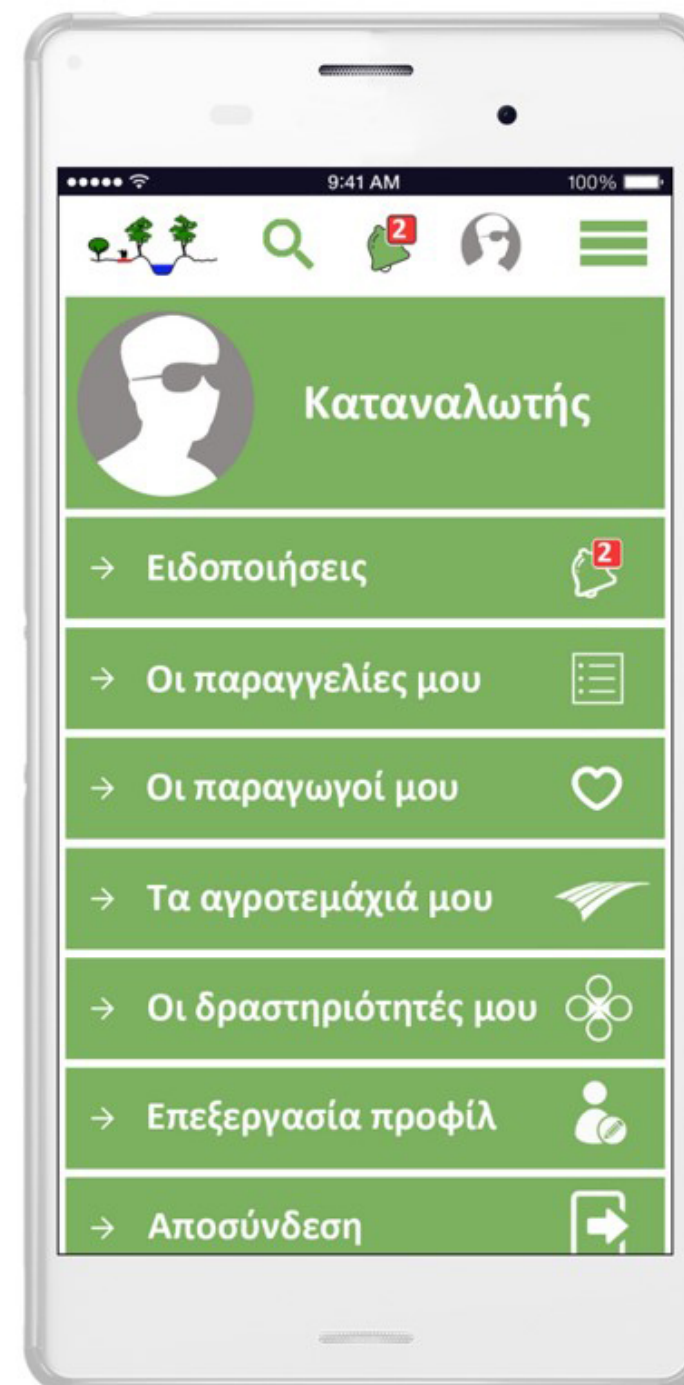 9:41 AM
100%
2
Καταναλωτής
→ Ειδοποιήσεις
2
→ Οι παραγγελίες μου
→ Οι παραγωγοί μου
→ Τα αγροτεμάχιά μου
→ Οι δραστηριότητές μου
→ Επεξεργασία προφίλ
→ Αποσύνδεση